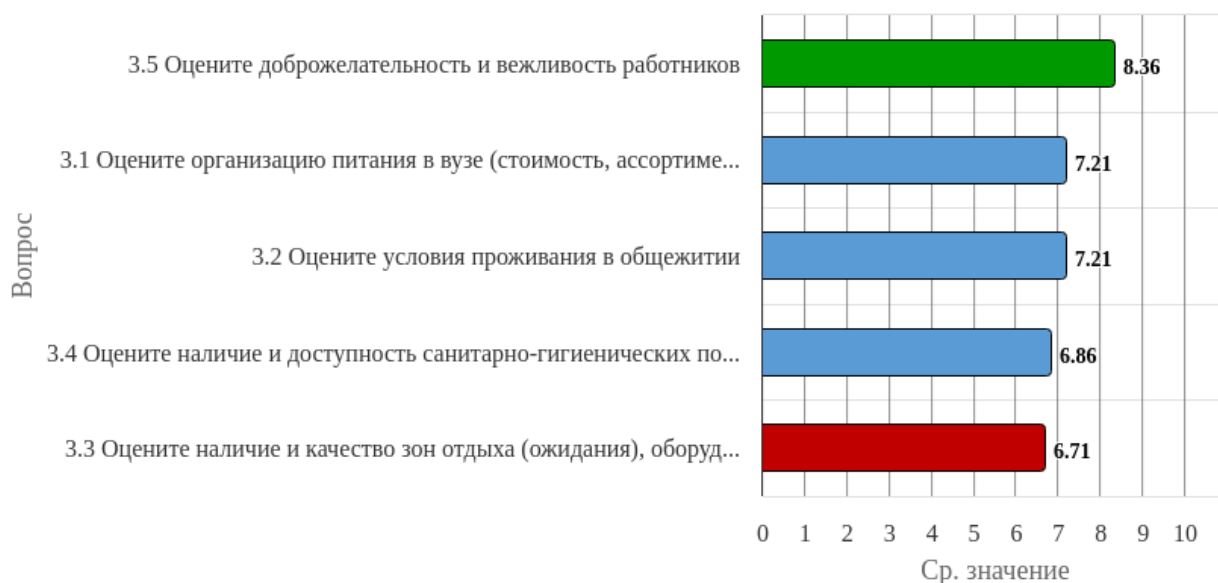 Вопрос
3.5 Оцените доброжелательность и вежливость работников
8.36
3.1 Оцените организацию питания в вузе (стоимость, ассортиме...
7.21
3.2 Оцените условия проживания в общежитии
7.21
3.4 Оцените наличие и доступность санитарно-гигиенических по...
6.86
3.3 Оцените наличие и качество зон отдыха (ожидания), оборуд...
6.71
0 1 2 3 4 5 6 7 8 9 10
Ср. значение